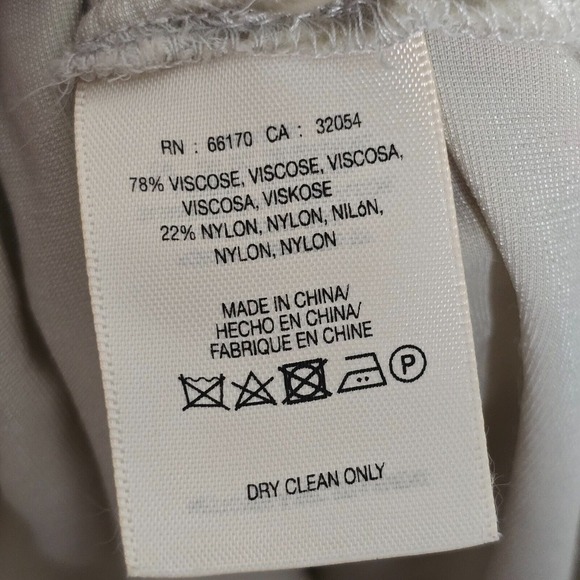 RN : 66170 CA : 32054
78% VISCOSE, VISCOSE, VISCOSA,
VISCOSA, VISKOSE
22% NYLON, NYLON, NILóN,
NYLON, NYLON
MADE IN CHINA/
HECHO EN CHINA/
FABRIQUE EN CHINE
P
DRY CLEAN ONLY